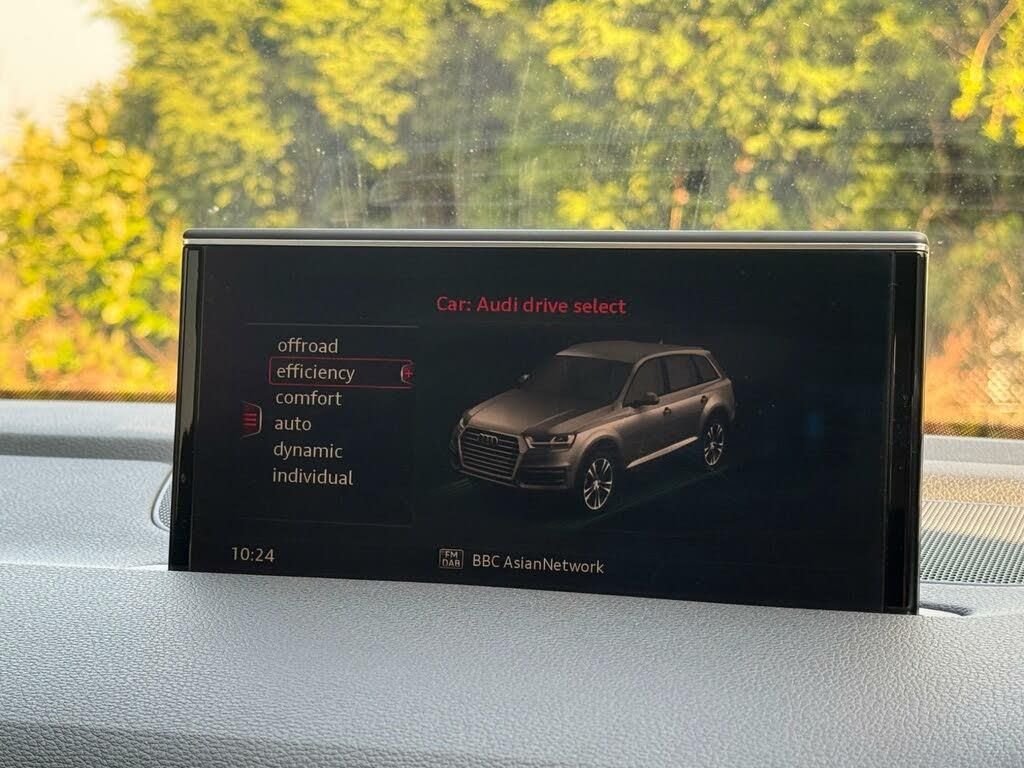 Car: Audi drive select
offroad
efficiency
comfort
auto
dynamic
individual
10:24
FM
DAB
BBC AsianNetwork